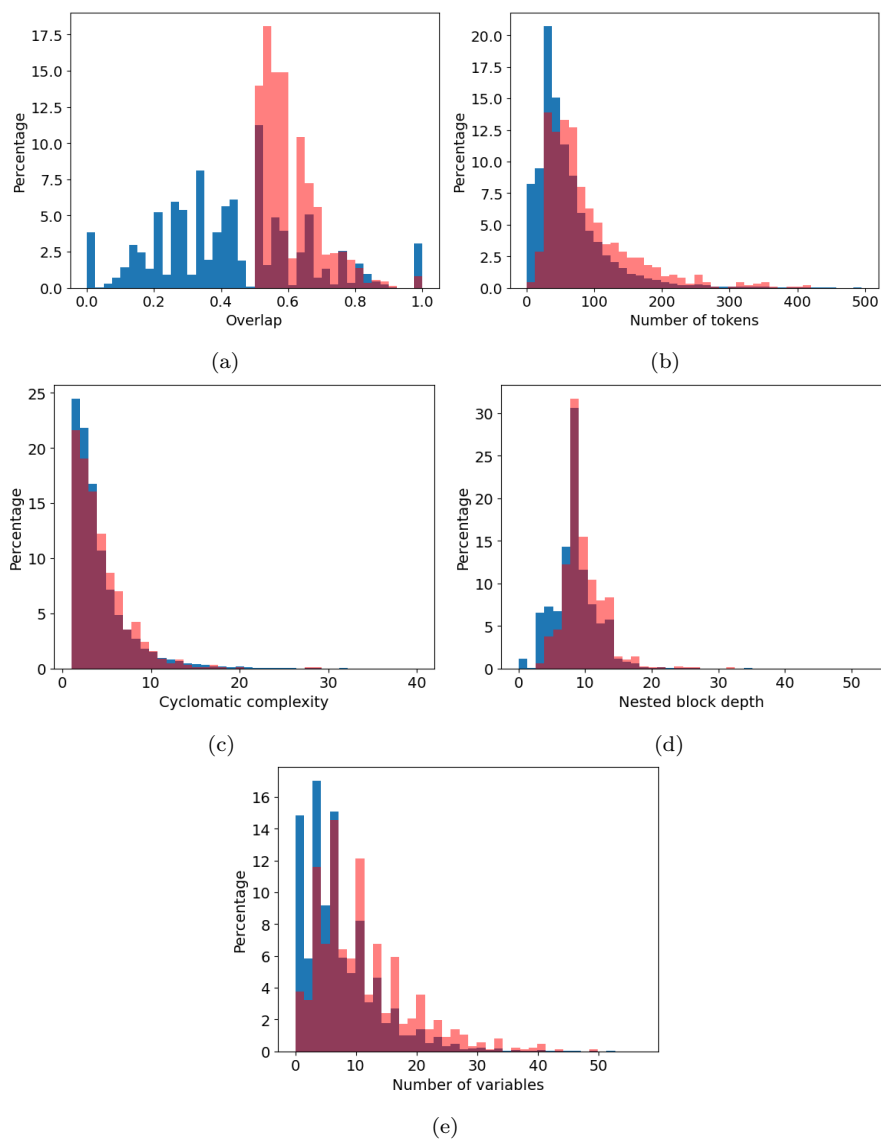 17.5
15.0
12.5
10.0
7.5
5.0
2.5
0.0
Percentage
0.0 0.2 0.4 0.6 0.8 1.0
Overlap
(a)
20.0
17.5
15.0
12.5
10.0
7.5
5.0
2.5
0.0
Percentage
0 100 200 300 400 500
Number of tokens
(b)
25
20
15
10
5
0
Percentage
0 10 20 30 40
Cyclomatic complexity
(c)
30
25
20
15
10
5
0
Percentage
0 10 20 30 40 50
Nested block depth
(d)
16
14
12
10
8
6
4
2
0
Percentage
0 10 20 30 40 50
Number of variables
(e)